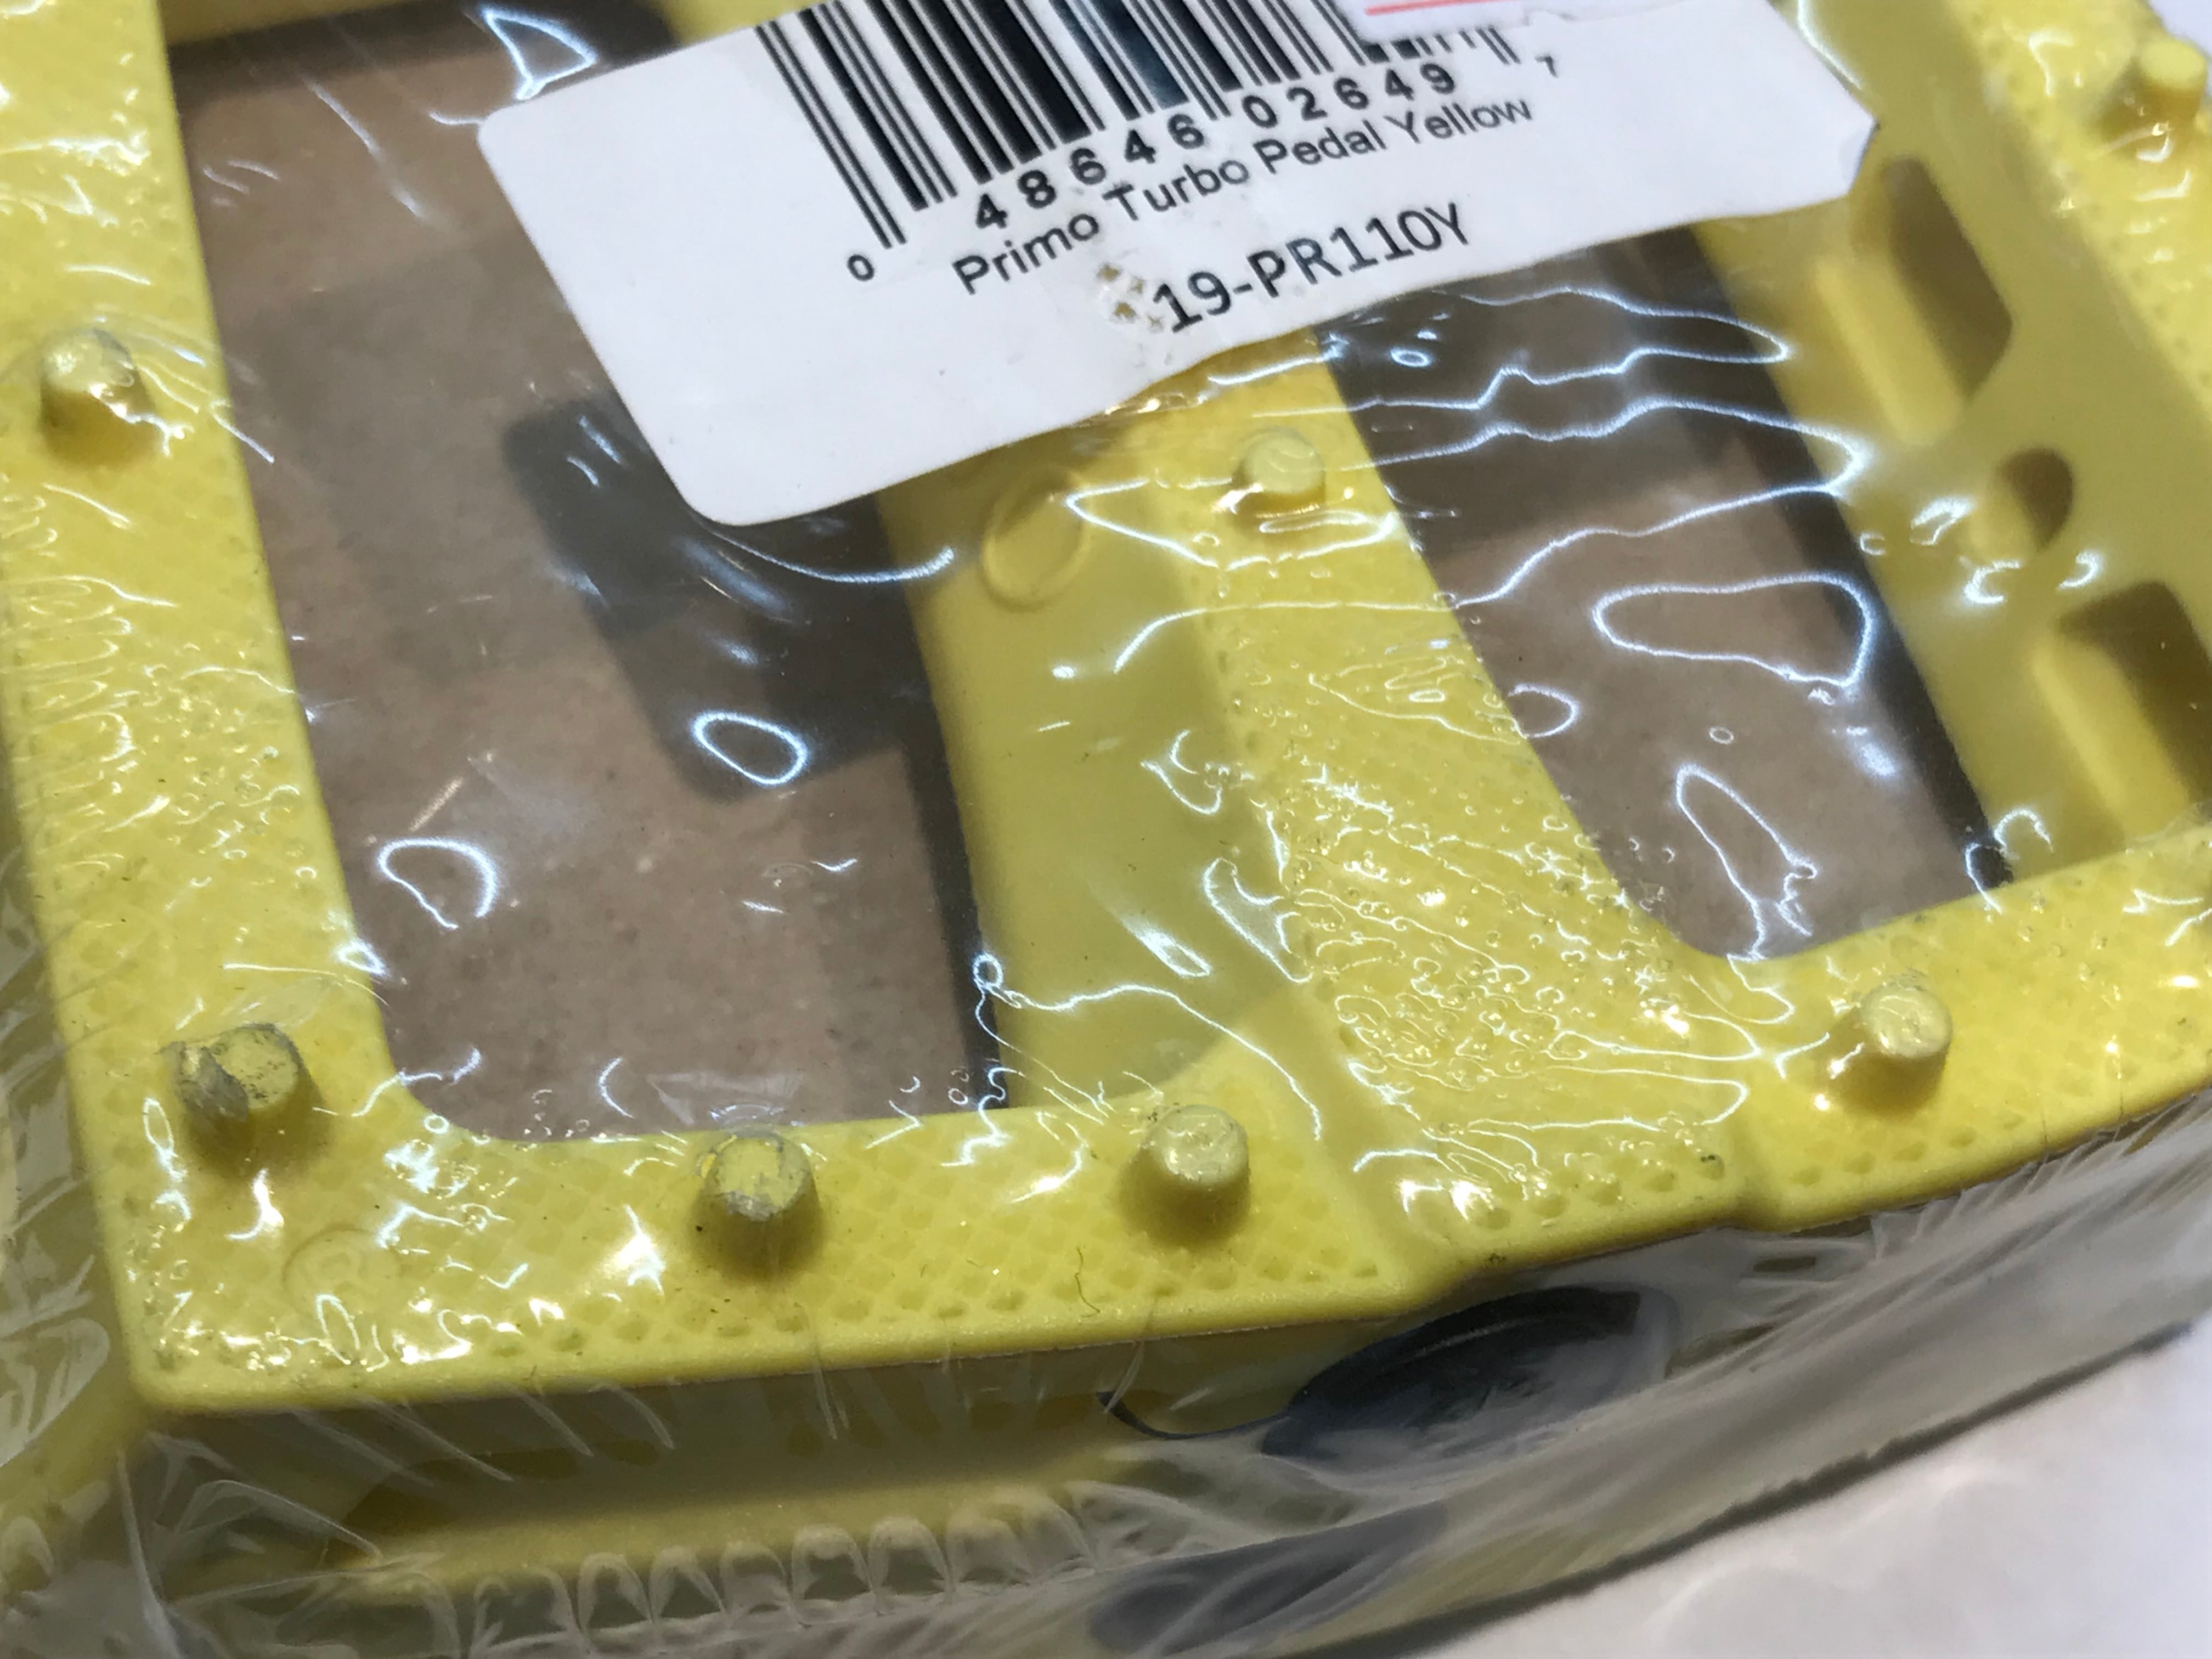 0 48646 02649 7
Primo Turbo Pedal Yellow
19-PR110Y
®